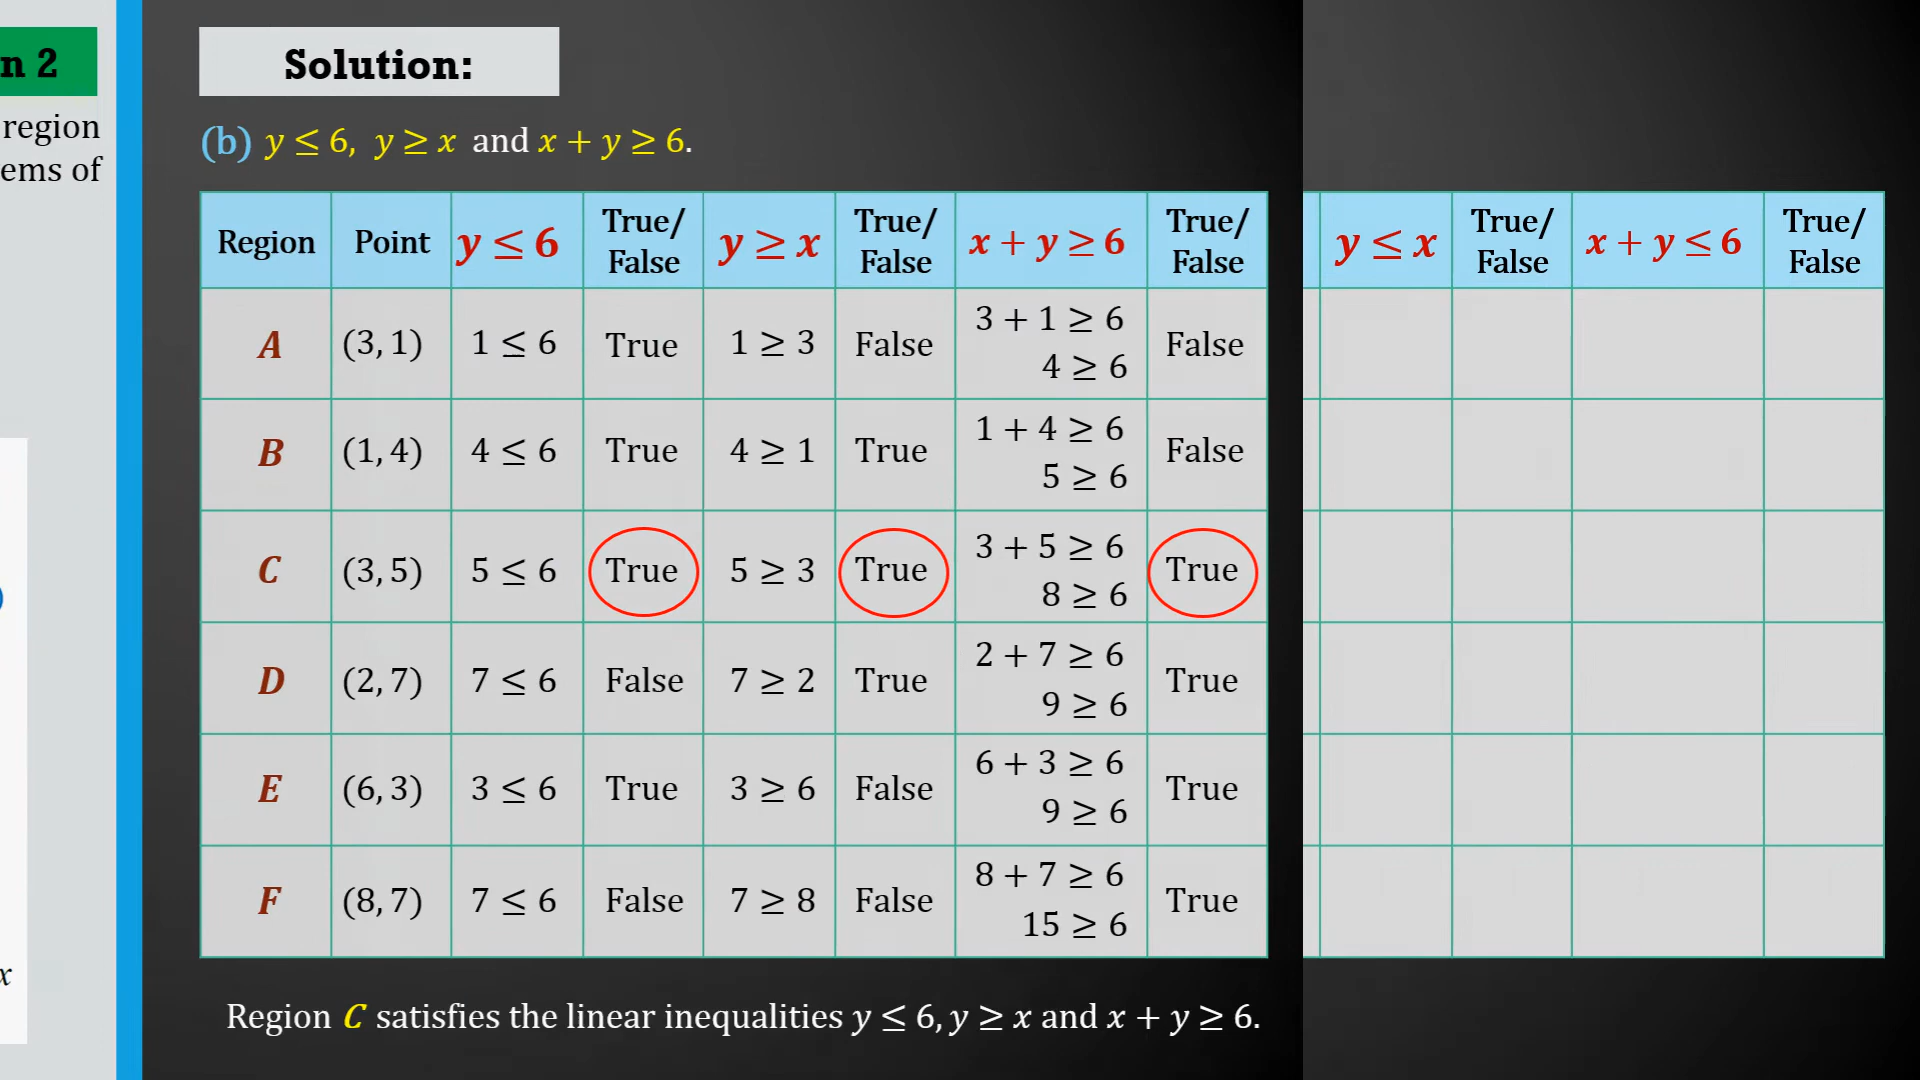 n 2
region
ems of
x
Solution:
(b) y ≤ 6, y ≥ x and x + y ≥ 6.
Region Point y ≤ 6 True/False y ≥ x True/False x + y ≥ 6 True/False
A (3, 1) 1 ≤ 6 True 1 ≥ 3 False 3 + 1 ≥ 6 False
4 ≥ 6
B (1, 4) 4 ≤ 6 True 4 ≥ 1 True 1 + 4 ≥ 6 False
5 ≥ 6
C (3, 5) 5 ≤ 6 True 5 ≥ 3 True 3 + 5 ≥ 6 True
8 ≥ 6
D (2, 7) 7 ≤ 6 False 7 ≥ 2 True 2 + 7 ≥ 6 True
9 ≥ 6
E (6, 3) 3 ≤ 6 True 3 ≥ 6 False 6 + 3 ≥ 6 True
9 ≥ 6
F (8, 7) 7 ≤ 6 False 7 ≥ 8 False 8 + 7 ≥ 6 True
15 ≥ 6
Region C satisfies the linear inequalities y ≤ 6, y ≥ x and x + y ≥ 6.
y ≤ x True/False x + y ≤ 6 True/False